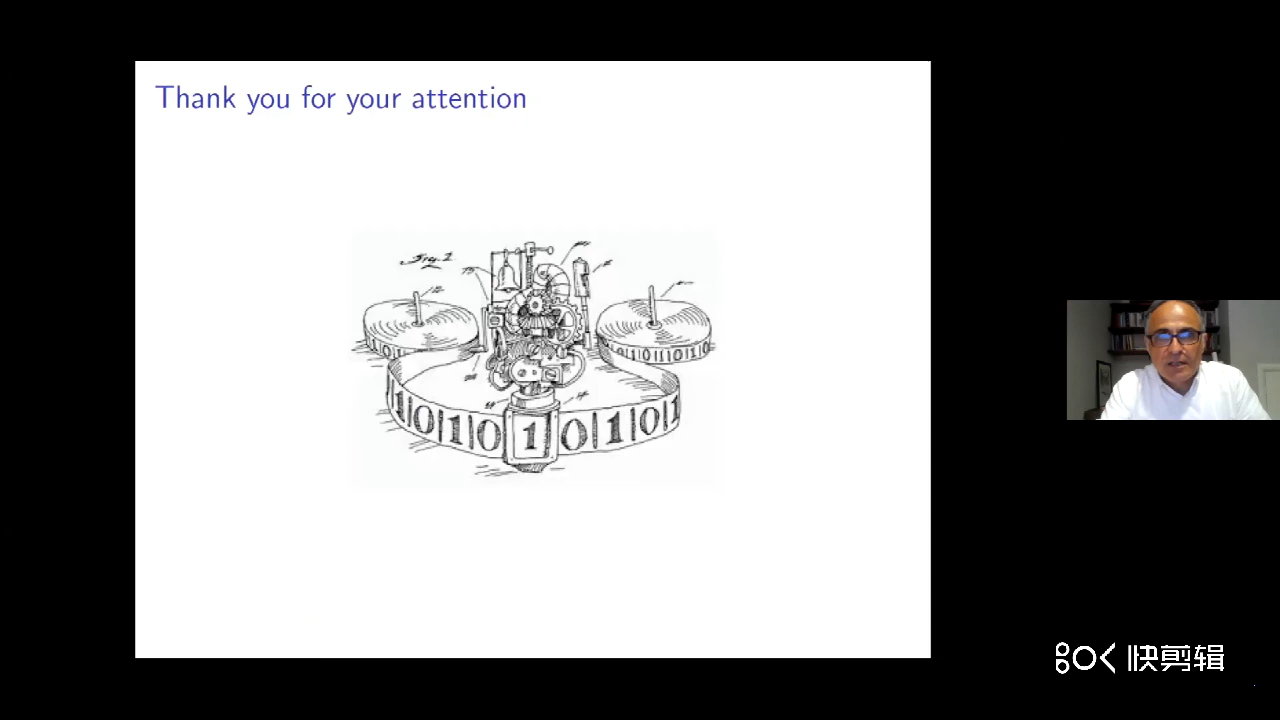 Thank you for your attention
1 0 1 0 1 0 1 0 1
快剪辑